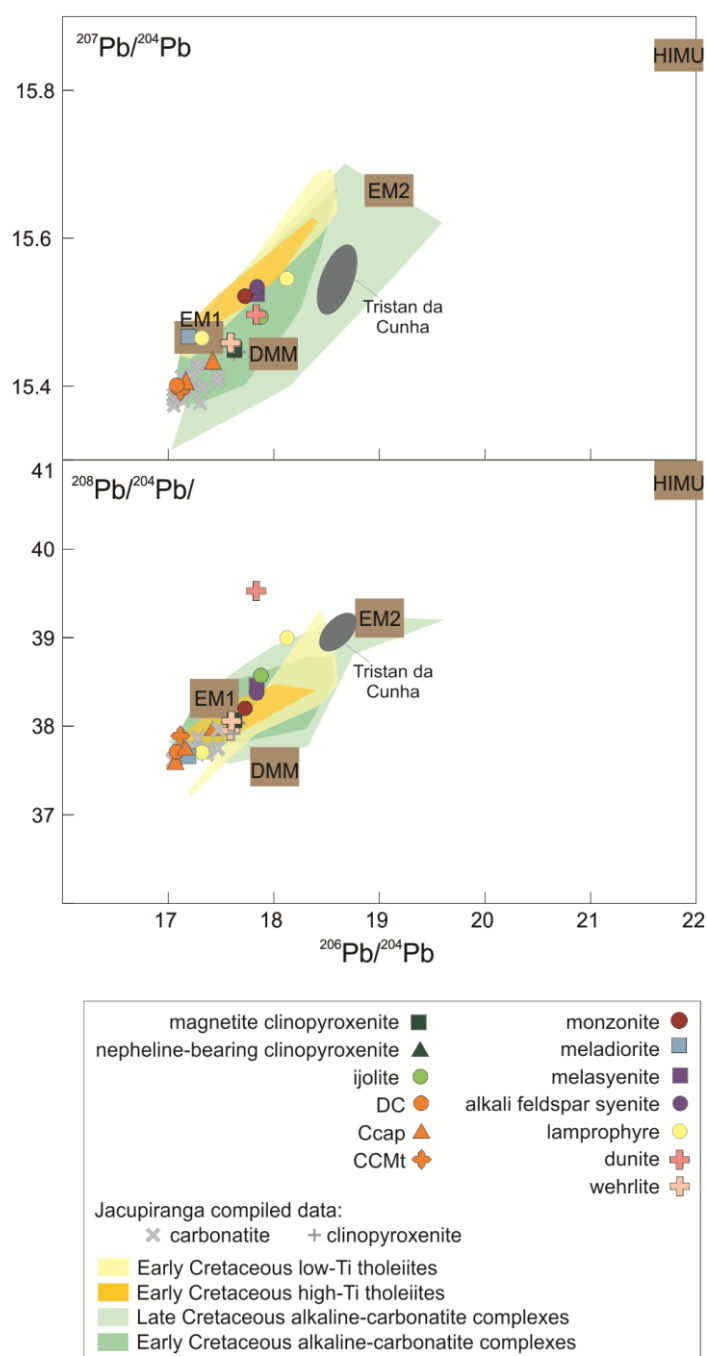 ²⁰⁷Pb/²⁰⁴Pb
HIMU
15.8
EM2
15.6
Tristan da
Cunha
EM1
DMM
15.4
41
²⁰⁸Pb/²⁰⁴Pb/
HIMU
40
39
EM2
Tristan da
Cunha
EM1
38
DMM
37
17 18 19 20 21 22
²⁰⁶Pb/²⁰⁴Pb
magnetite clinopyroxenite
nepheline-bearing clinopyroxenite
ijolite
DC
Ccap
CCMt
monzonite
meladiorite
melasyenite
alkali feldspar syenite
lamprophyre
dunite
wehrlite
Jacupiranga compiled data:
carbonatite clinopyroxenite
Early Cretaceous low-Ti tholeiites
Early Cretaceous high-Ti tholeiites
Late Cretaceous alkaline-carbonatite complexes
Early Cretaceous alkaline-carbonatite complexes